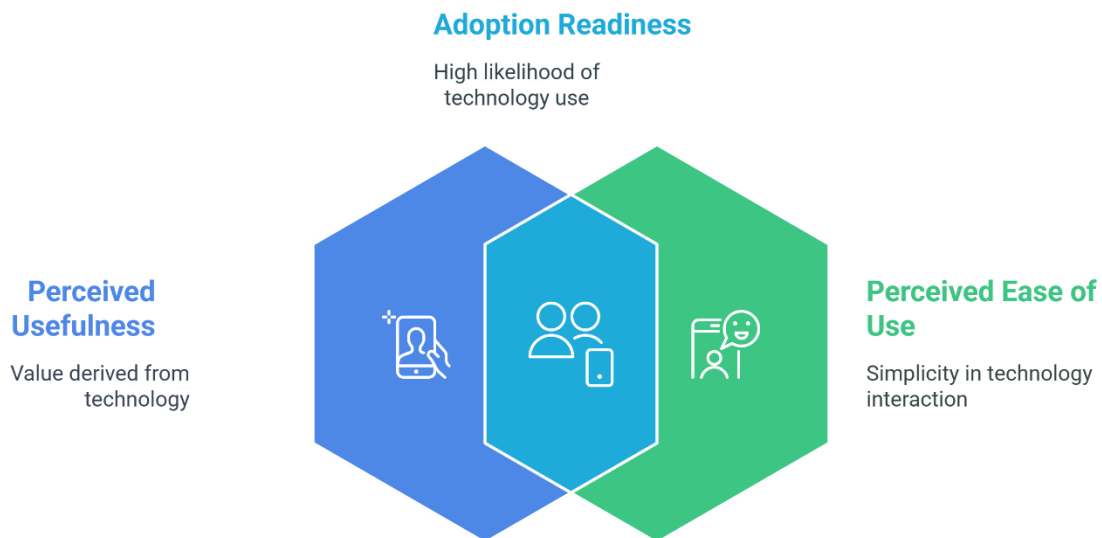 Adoption Readiness
High likelihood of
technology use
Perceived
Usefulness
Value derived from
technology
Perceived Ease of
Use
Simplicity in technology
interaction